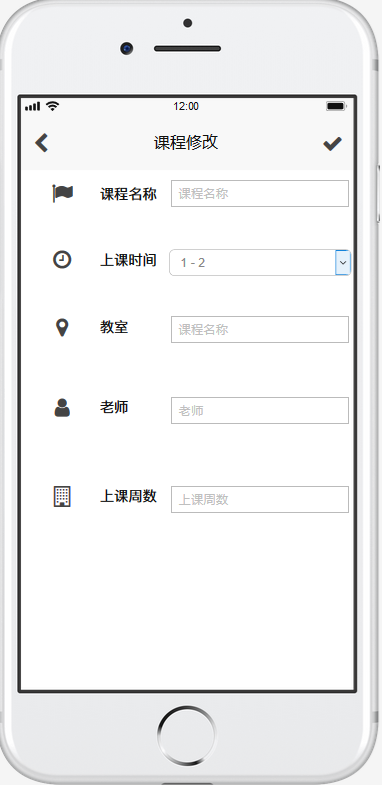 12:00
课程修改
课程名称 课程名称
上课时间 1 - 2
教室 课程名称
老师 老师
上课周数 上课周数